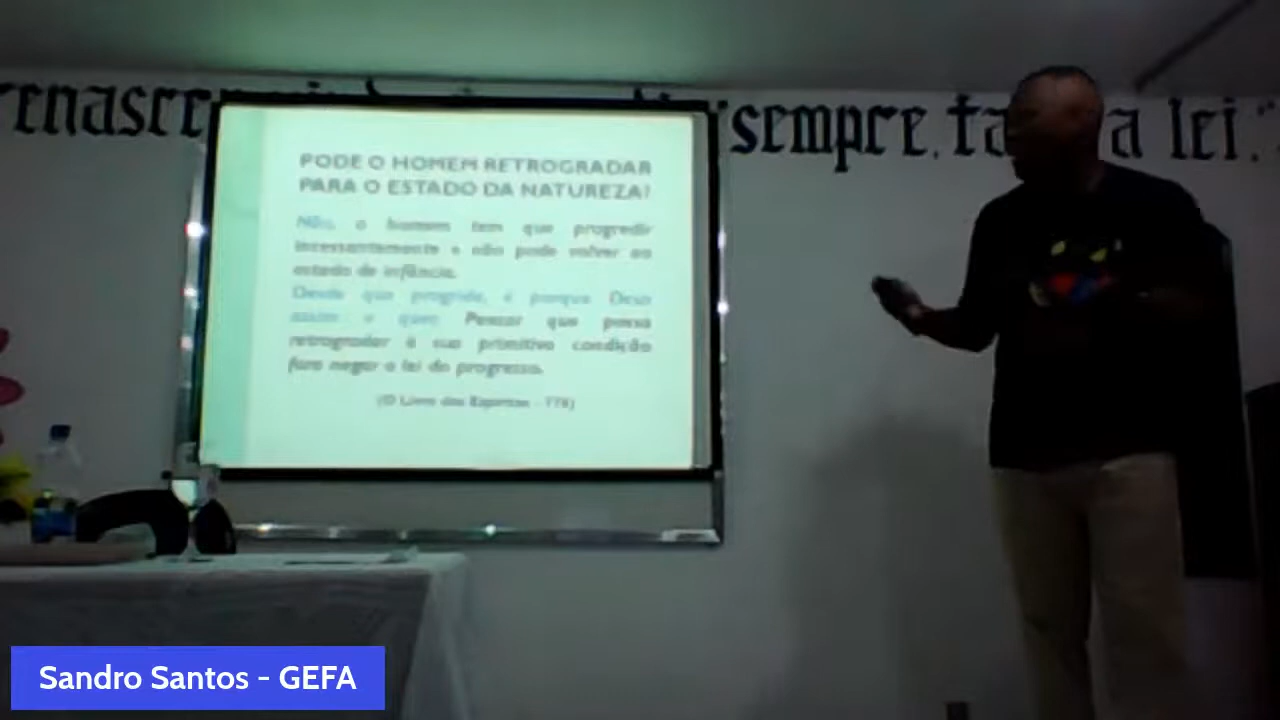 renascer
sempre, a lei."
PODE O HOMEM RETROGRADAR
PARA O ESTADO DA NATUREZA?
Não, o homem tem que progredir
incessantemente e não pode volver ao
estado de infância.
Desde que progride, é porque Deus
assim o quer. Pensar que possa
retrogradar à sua primitiva condição
fora negar a lei do progresso.
(O Livro dos Espíritos - 778)
Sandro Santos - GEFA